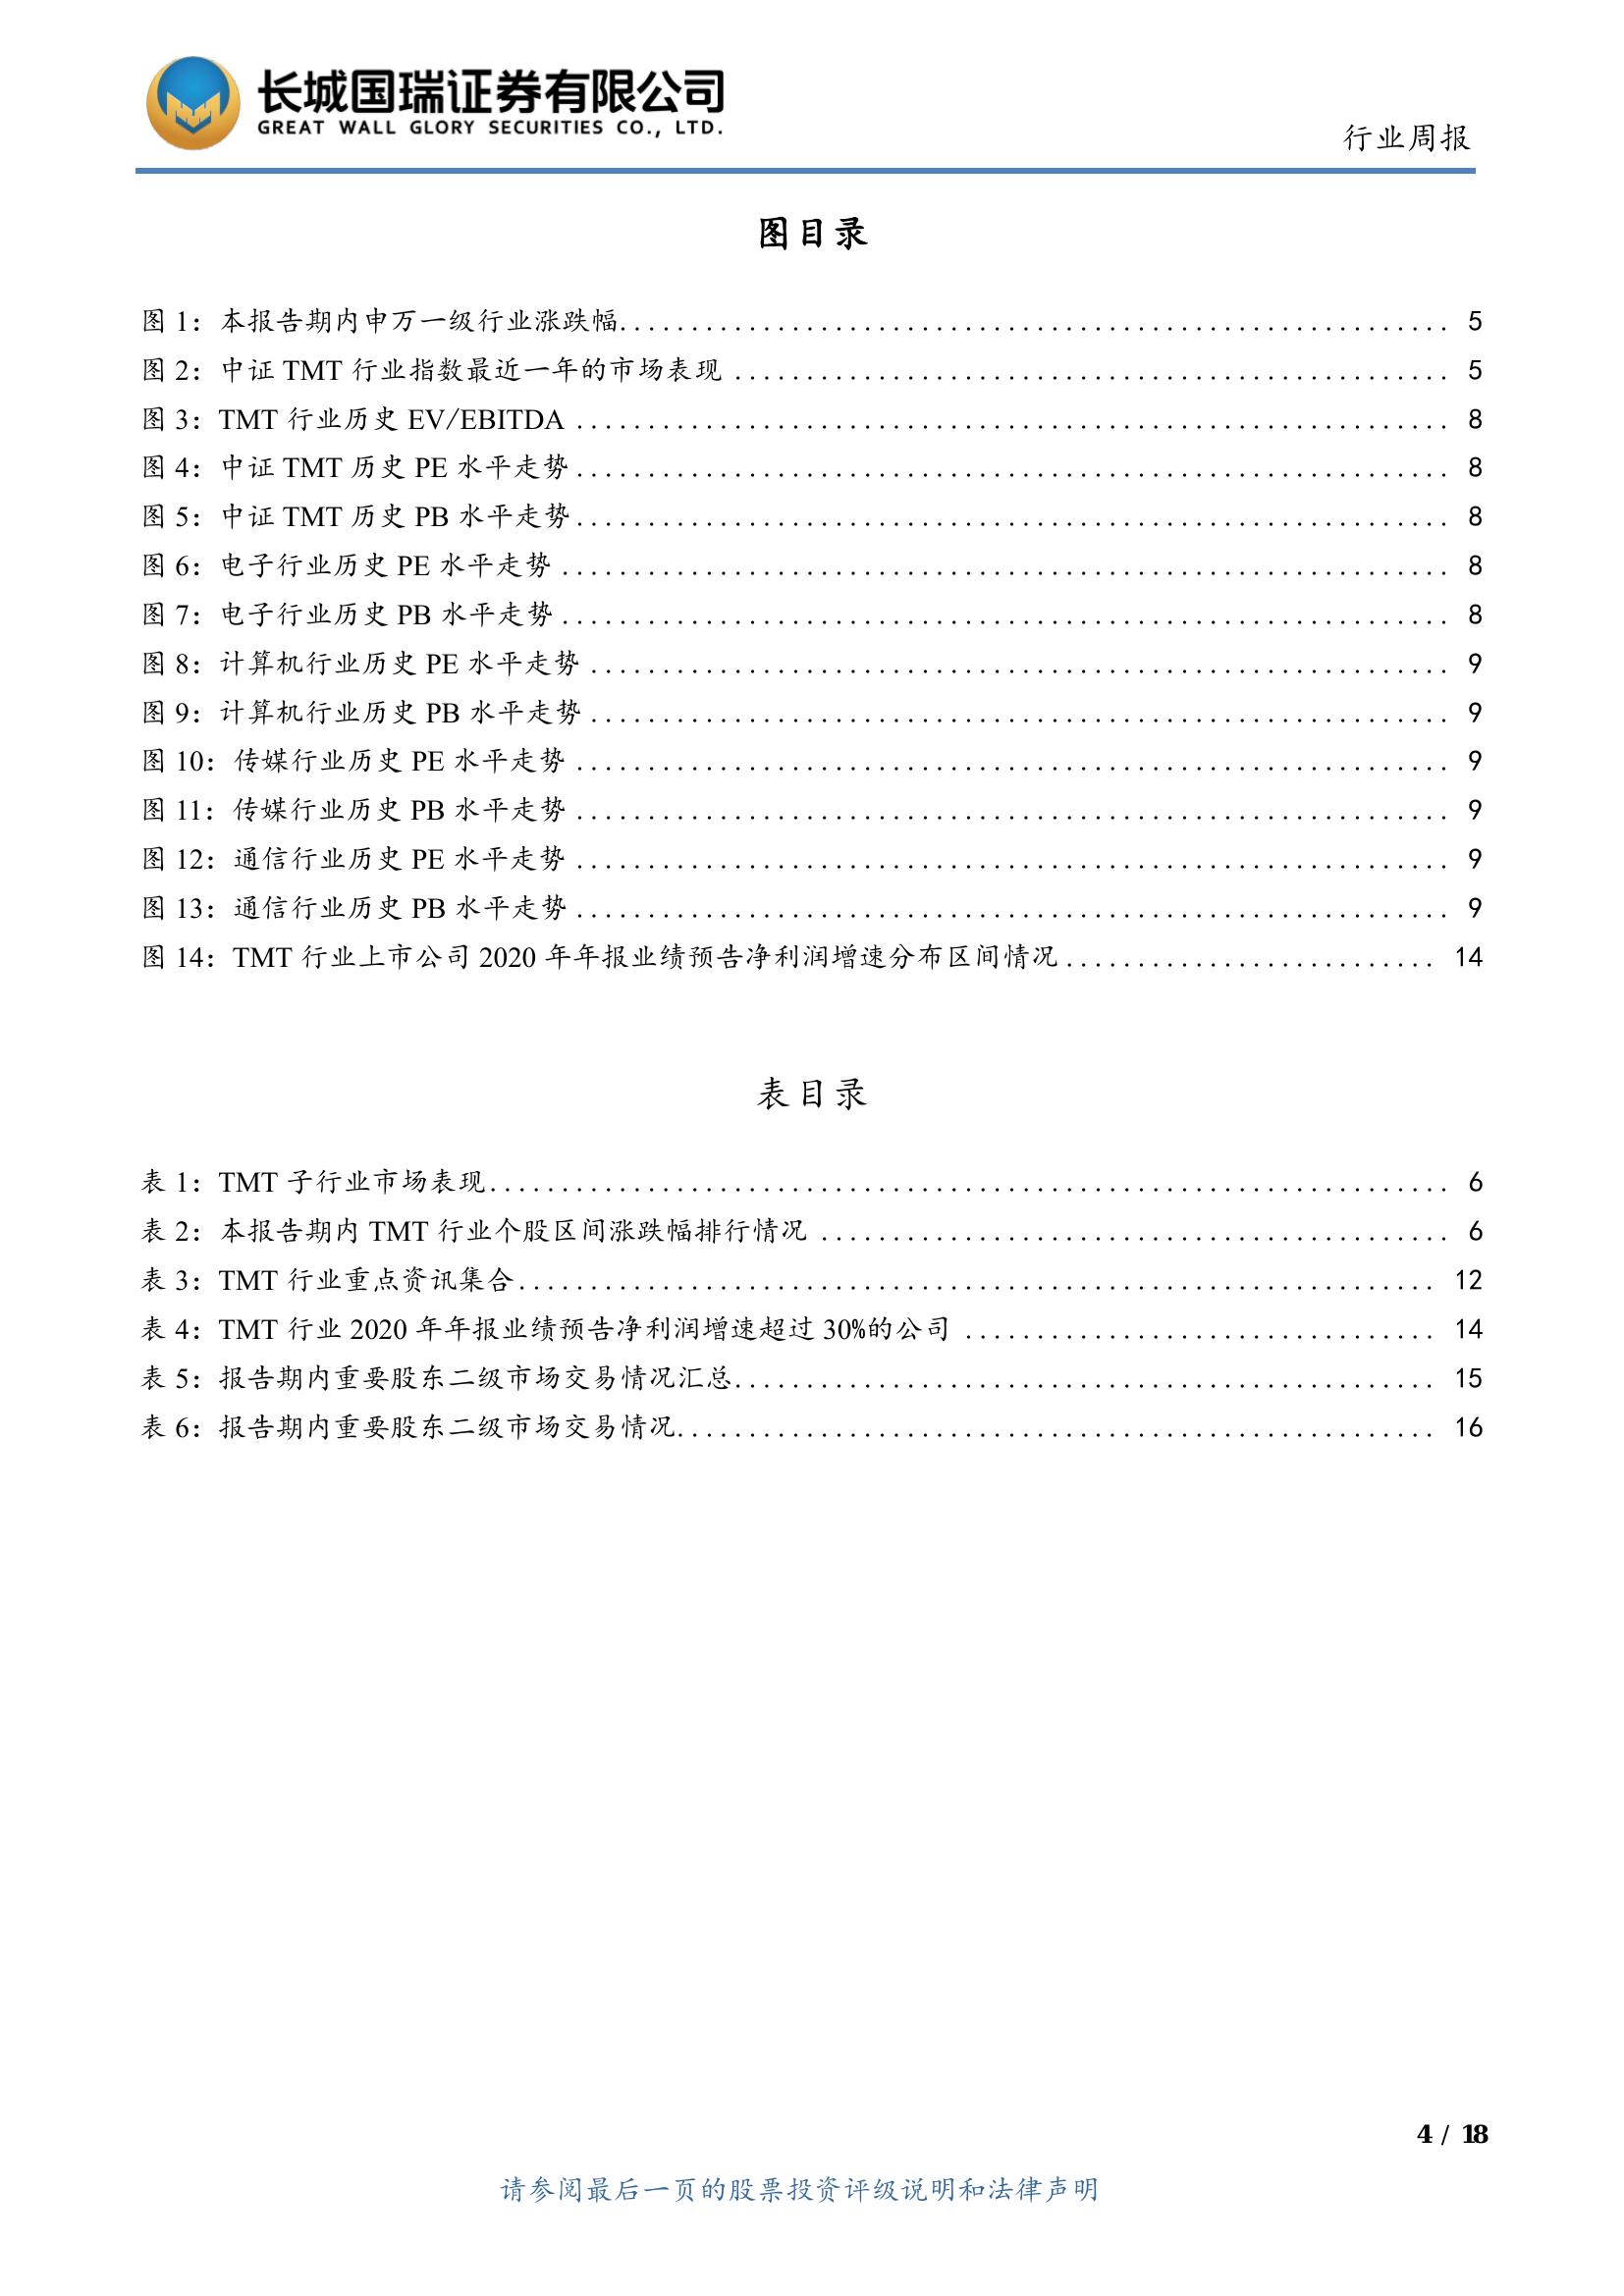 长城国瑞证券有限公司
GREAT WALL GLORY SECURITIES CO., LTD.
行业周报
图目录
图 1：本报告期内申万一级行业涨跌幅.......................................................... 5
图 2：中证 TMT 行业指数最近一年的市场表现 .................................................. 5
图 3：TMT 行业历史 EV/EBITDA ............................................................. 8
图 4：中证 TMT 历史 PE 水平走势............................................................. 8
图 5：中证 TMT 历史 PB 水平走势............................................................. 8
图 6：电子行业历史 PE 水平走势 .............................................................. 8
图 7：电子行业历史 PB 水平走势 .............................................................. 8
图 8：计算机行业历史 PE 水平走势 ............................................................ 9
图 9：计算机行业历史 PB 水平走势 ............................................................ 9
图 10：传媒行业历史 PE 水平走势 ............................................................. 9
图 11：传媒行业历史 PB 水平走势 ............................................................. 9
图 12：通信行业历史 PE 水平走势 ............................................................. 9
图 13：通信行业历史 PB 水平走势 ............................................................. 9
图 14：TMT 行业上市公司 2020 年年报业绩预告净利润增速分布区间情况.......................... 14
表目录
表 1：TMT 子行业市场表现................................................................... 6
表 2：本报告期内 TMT 行业个股区间涨跌幅排行情况 ............................................ 6
表 3：TMT 行业重点资讯集合................................................................ 12
表 4：TMT 行业 2020 年年报业绩预告净利润增速超过 30%的公司 ................................. 14
表 5：报告期内重要股东二级市场交易情况汇总................................................. 15
表 6：报告期内重要股东二级市场交易情况..................................................... 16
4 / 18
请参阅最后一页的股票投资评级说明和法律声明